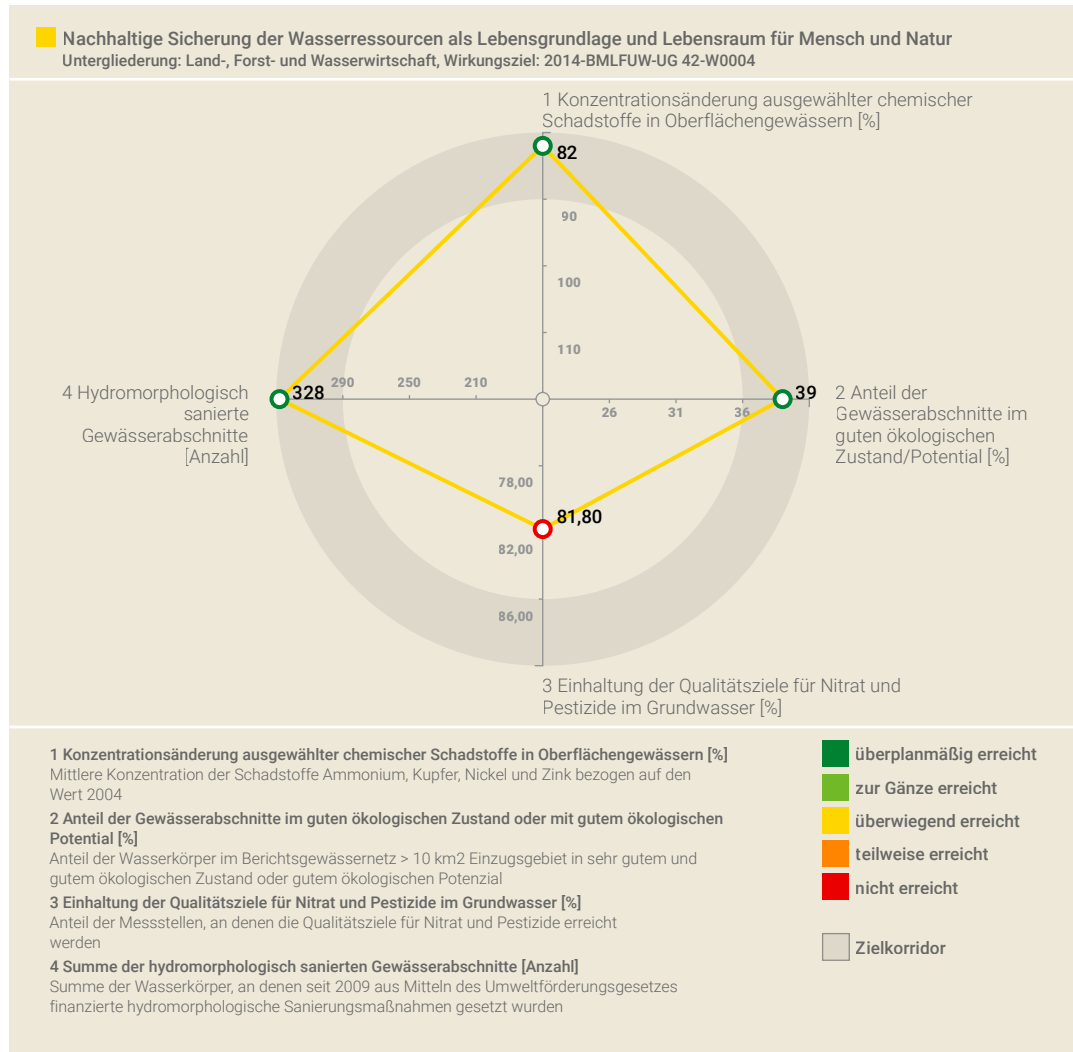 Nachhaltige Sicherung der Wasserressourcen als Lebensgrundlage und Lebensraum für Mensch und Natur
Untergliederung: Land-, Forst- und Wasserwirtschaft, Wirkungsziel: 2014-BMLFUW-UG 42-W0004
1 Konzentrationsänderung ausgewählter chemischer
Schadstoffe in Oberflächengewässern [%]
82
90
100
110
4 Hydromorphologisch
sanierte
Gewässerabschnitte
[Anzahl]
328
290
250
210
26
31
36
39
2 Anteil der
Gewässerabschnitte im
guten ökologischen
Zustand/Potential [%]
78,00
81,80
82,00
86,00
3 Einhaltung der Qualitätsziele für Nitrat und
Pestizide im Grundwasser [%]
1 Konzentrationsänderung ausgewählter chemischer Schadstoffe in Oberflächengewässern [%]
Mittlere Konzentration der Schadstoffe Ammonium, Kupfer, Nickel und Zink bezogen auf den
Wert 2004
2 Anteil der Gewässerabschnitte im guten ökologischen Zustand oder mit gutem ökologischen
Potential [%]
Anteil der Wasserkörper im Berichtsgewässernetz > 10 km2 Einzugsgebiet in sehr gutem und
gutem ökologischen Zustand oder gutem ökologischen Potenzial
3 Einhaltung der Qualitätsziele für Nitrat und Pestizide im Grundwasser [%]
Anteil der Messstellen, an denen die Qualitätsziele für Nitrat und Pestizide erreicht
werden
4 Summe der hydromorphologisch sanierten Gewässerabschnitte [Anzahl]
Summe der Wasserkörper, an denen seit 2009 aus Mitteln des Umweltförderungsgesetzes
finanzierte hydromorphologische Sanierungsmaßnahmen gesetzt wurden
überplanmäßig erreicht
zur Gänze erreicht
überwiegend erreicht
teilweise erreicht
nicht erreicht
Zielkorridor